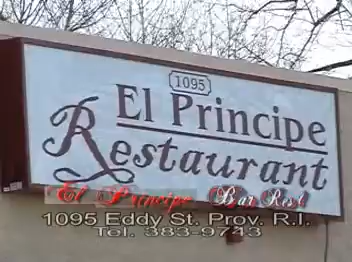 1095
El Principe
Restaurant
El Principe Bar Rest
1095 Eddy St. Prov. R.I.
Tel. 383-9743